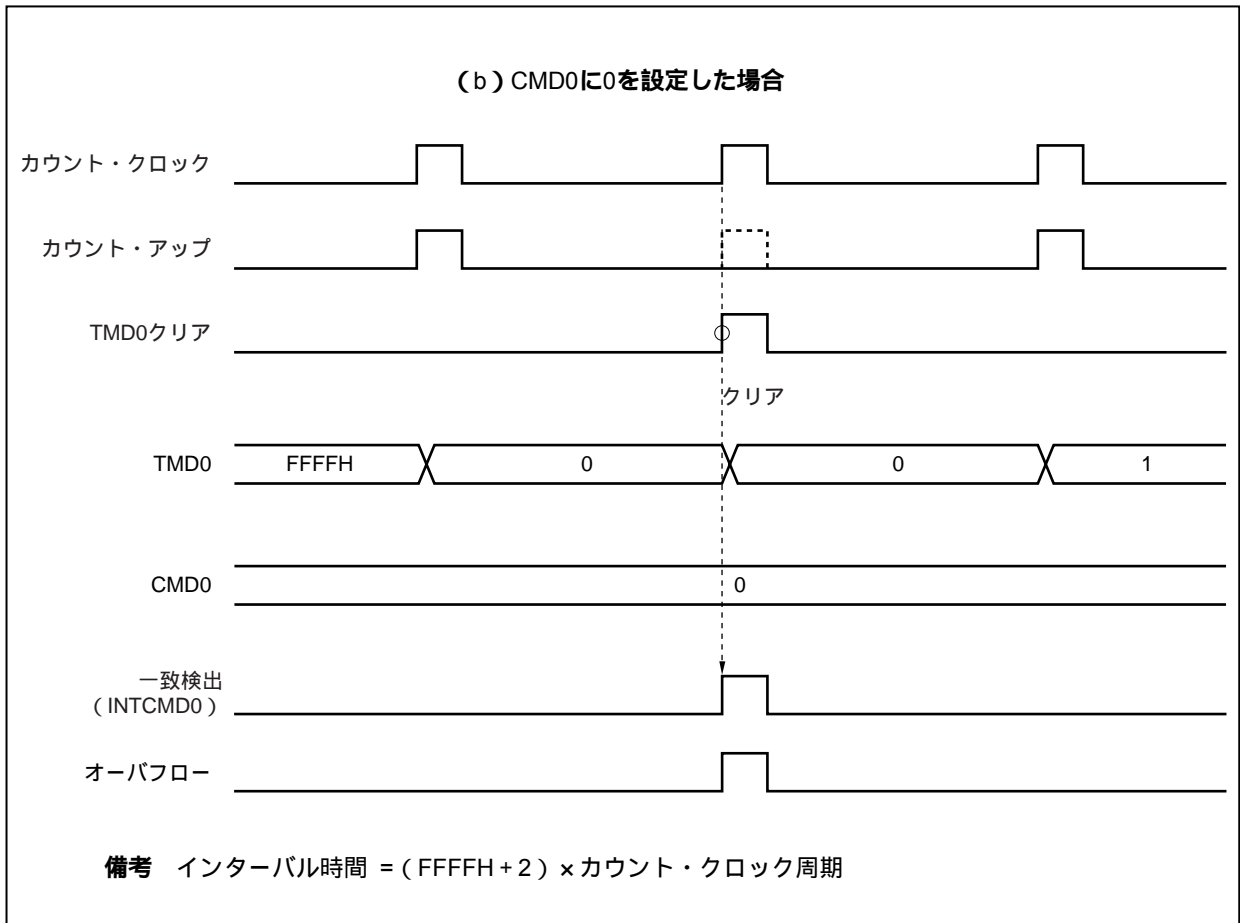 (b)CMD0に0を設定した場合
カウント・クロック
カウント・アップ
TMD0クリア
クリア
TMD0
FFFFH
0
0
1
CMD0
0
一致検出
(INTCMD0)
オーバフロー
備考 インターバル時間 =(FFFFH+2)×カウント・クロック周期